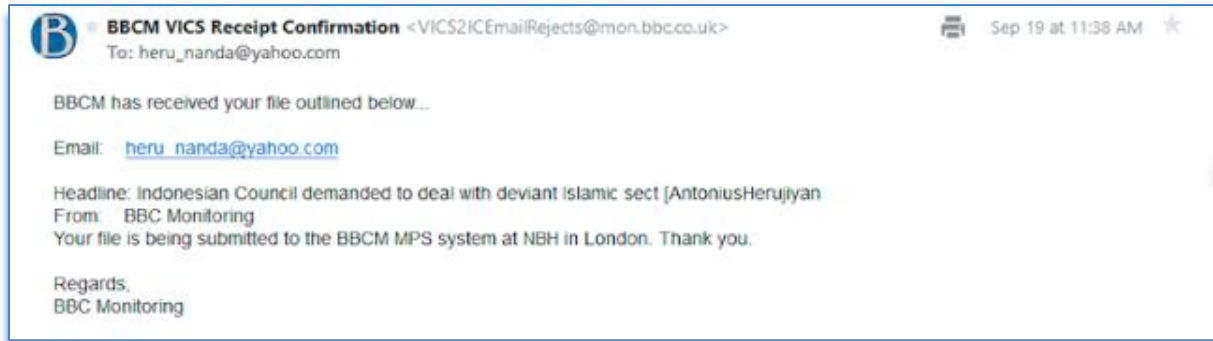 B
BBCM VICS Receipt Confirmation <VICS2ICEmailRejects@mon.bbc.co.uk> Sep 19 at 11:38 AM
To: heru_nanda@yahoo.com
BBCM has received your file outlined below...
Email: heru_nanda@yahoo.com
Headline: Indonesian Council demanded to deal with deviant Islamic sect [AntoniusHerujiyan
From: BBC Monitoring
Your file is being submitted to the BBCM MPS system at NBH in London. Thank you.
Regards,
BBC Monitoring